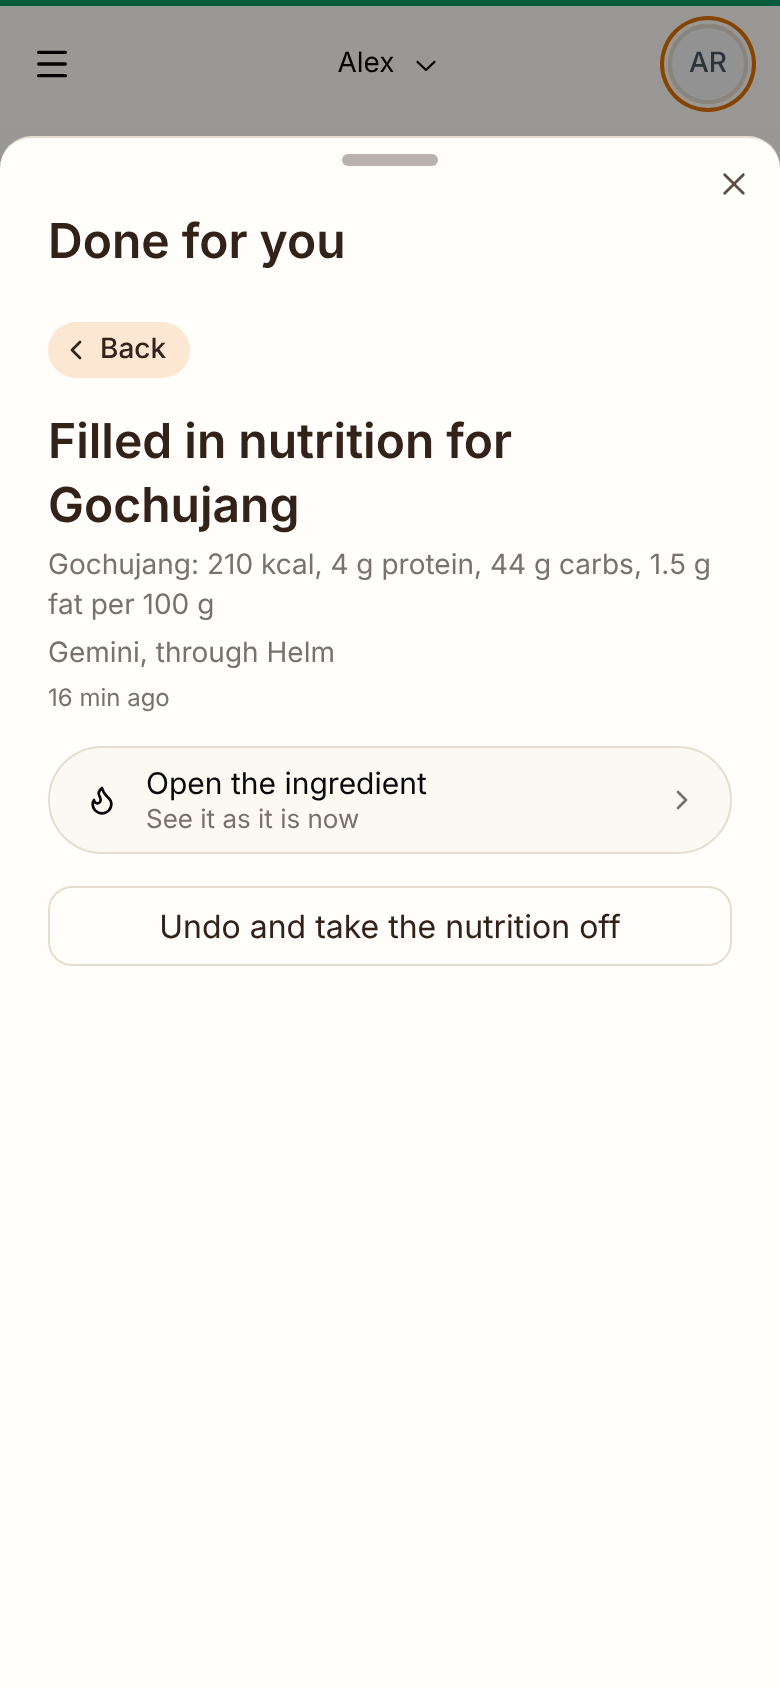 Alex
AR
Done for you
Back
Filled in nutrition for
Gochujang
Gochujang: 210 kcal, 4 g protein, 44 g carbs, 1.5 g
fat per 100 g
Gemini, through Helm
16 min ago
Open the ingredient
See it as it is now
Undo and take the nutrition off